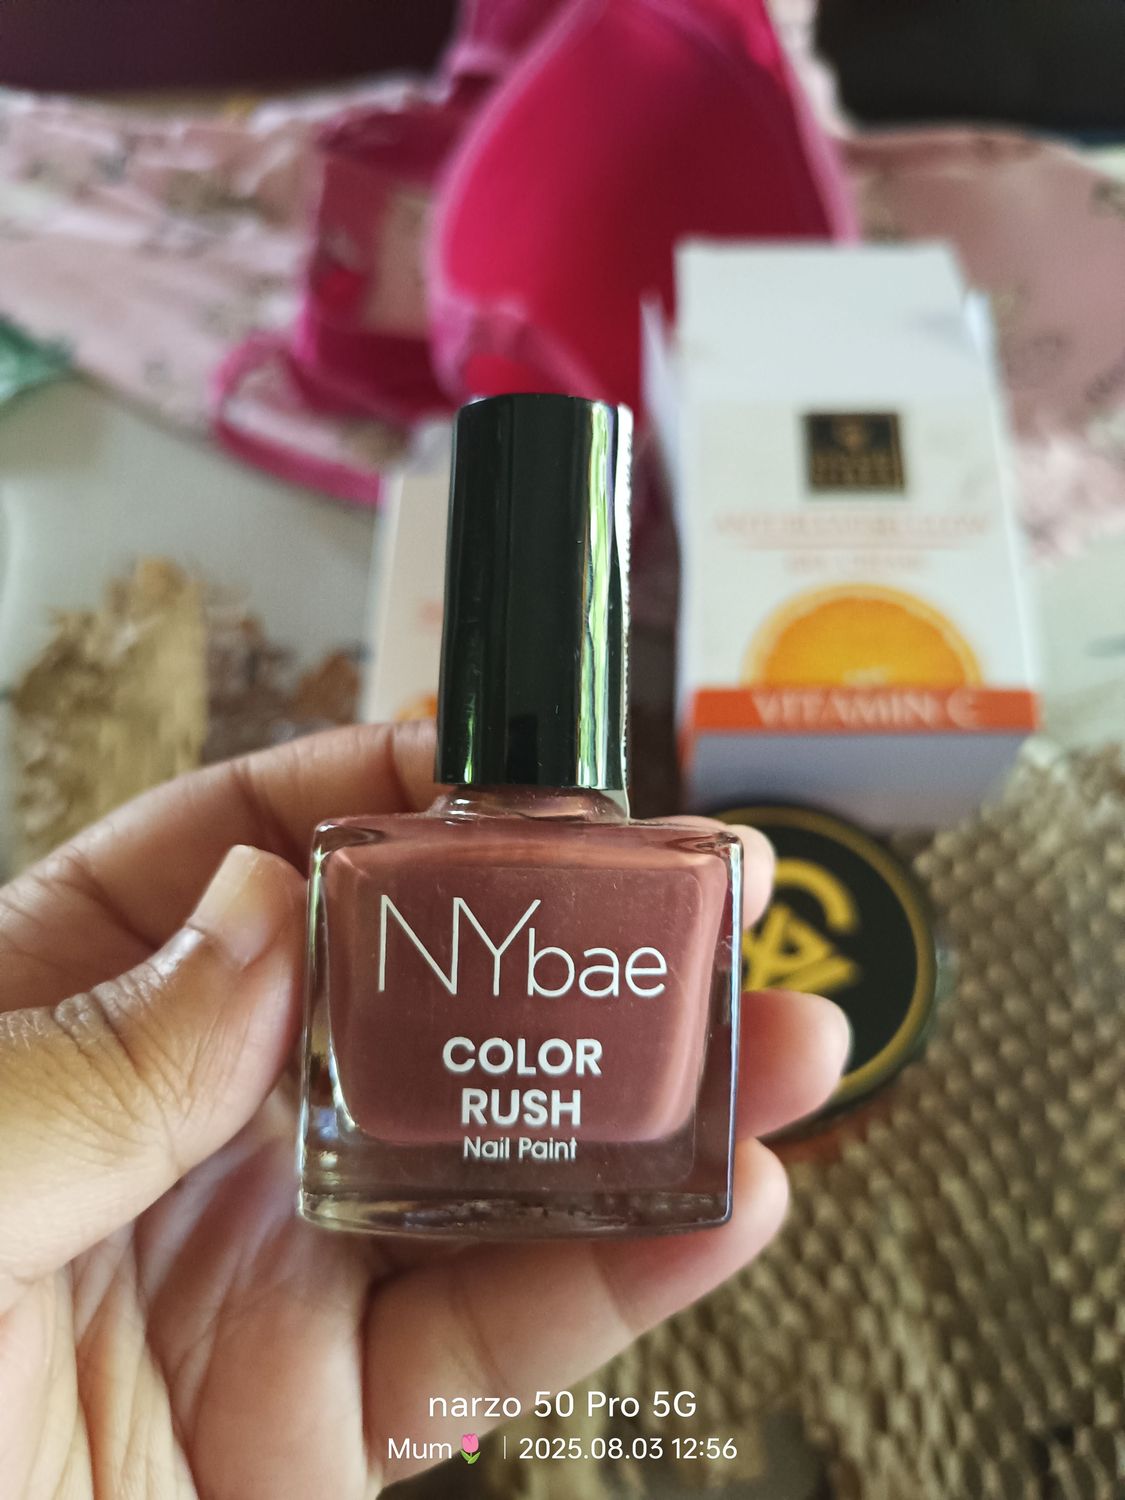 VITAMIN C
NYbae
COLOR
RUSH
Nail Paint
narzo 50 Pro 5G
Mum🌷 | 2025.08.03 12:56